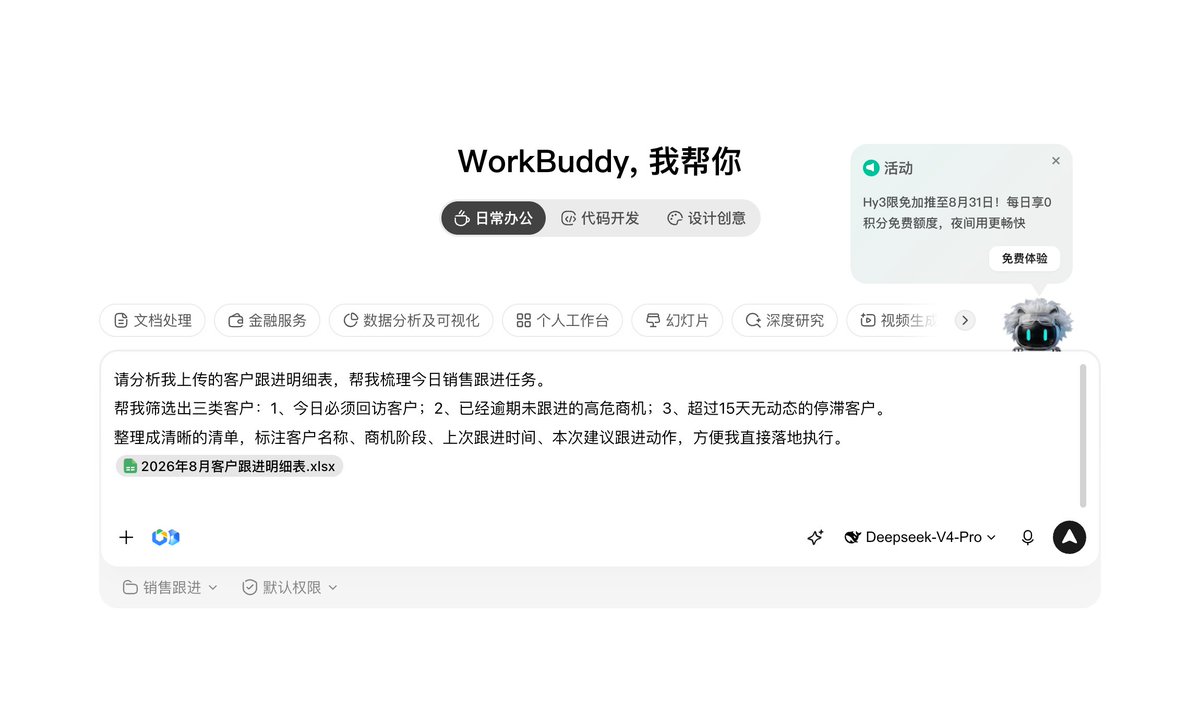 WorkBuddy, 我帮你
日常办公
代码开发
设计创意
活动
Hy3限免加推至8月31日！每日享0
积分免费额度，夜间用更畅快
免费体验
文档处理
金融服务
数据分析及可视化
个人工作台
幻灯片
深度研究
视频生成
请分析我上传的客户跟进明细表，帮我梳理今日销售跟进任务。
帮我筛选出三类客户：1、今日必须回访客户；2、已经逾期未跟进的高危商机；3、超过15天无动态的停滞客户。
整理成清晰的清单，标注客户名称、商机阶段、上次跟进时间、本次建议跟进动作，方便我直接落地执行。
2026年8月客户跟进明细表.xlsx
Deepseek-V4-Pro
销售跟进
默认权限